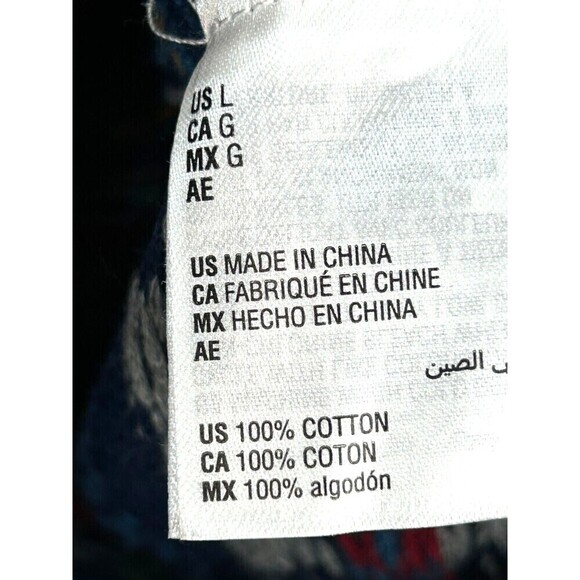 US L
CA G
MX G
AE
US MADE IN CHINA
CA FABRIQUÉ EN CHINE
MX HECHO EN CHINA
AE
الصين
US 100% COTTON
CA 100% COTON
MX 100% algodón